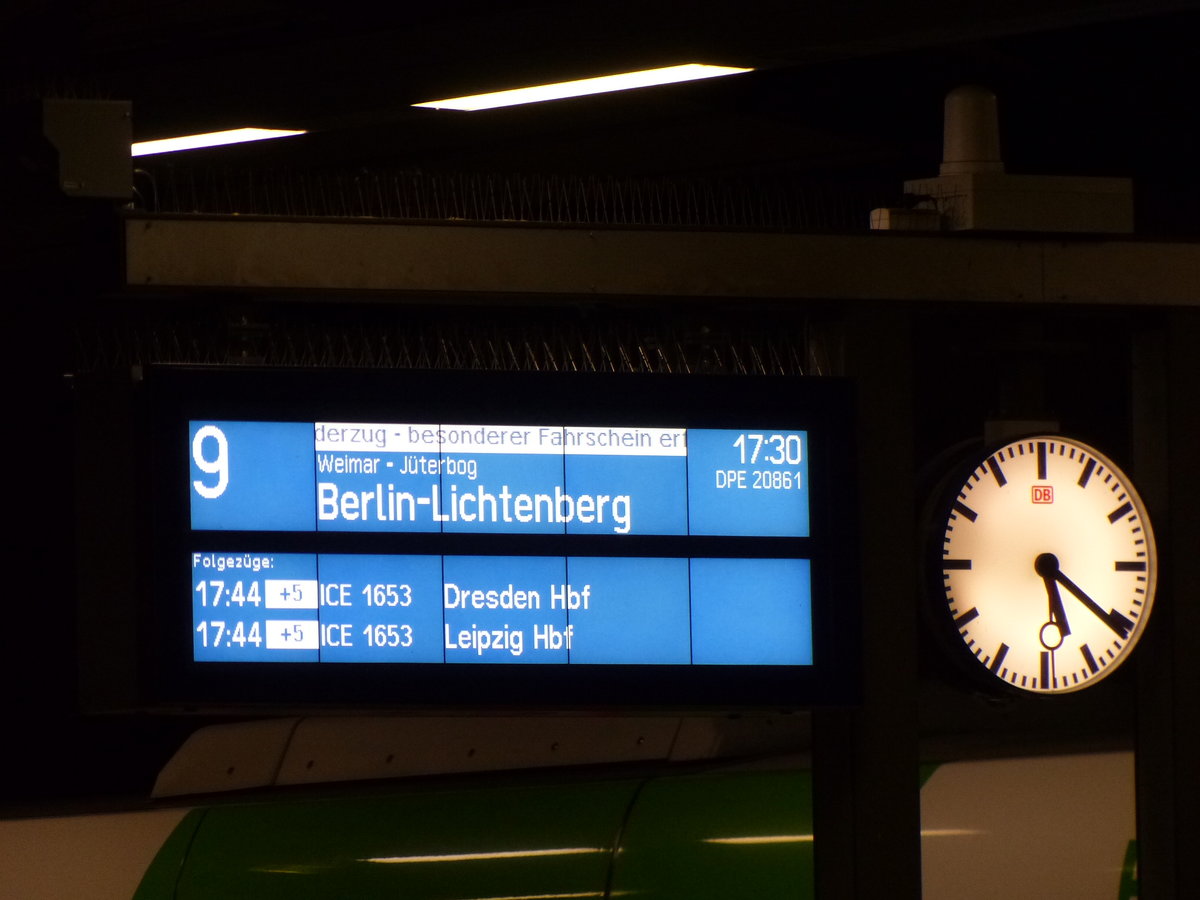 9
derzug - besonderer Fahrschein erf
Weimar - Jüterbog
Berlin-Lichtenberg
17:30
DPE 20861
Folgezüge:
17:44 +5 ICE 1653 Dresden Hbf
17:44 +5 ICE 1653 Leipzig Hbf
DB